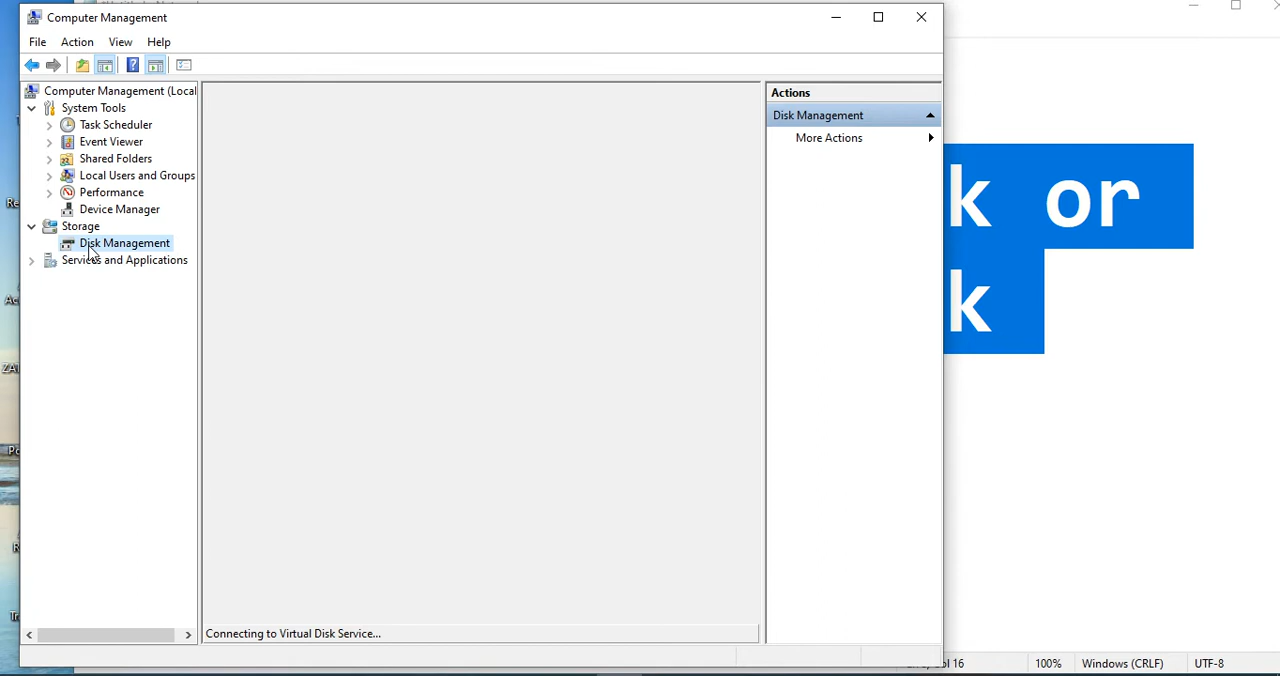 Computer Management
File Action View Help
Computer Management (Local
System Tools
Task Scheduler
Event Viewer
Shared Folders
Local Users and Groups
Performance
Device Manager
Storage
Disk Management
Services and Applications
Connecting to Virtual Disk Service...
Actions
Disk Management
More Actions
k or
k
Col 16
100%
Windows (CRLF)
UTF-8